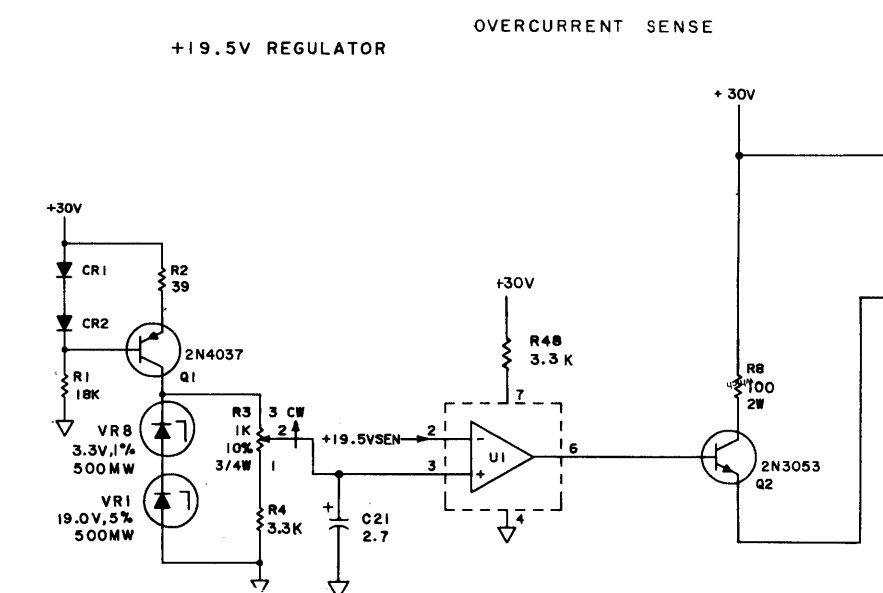 OVERCURRENT SENSE
+19.5V REGULATOR
+ 30V
+30V
CR1
R2
39
+30V
CR2
R48
3.3 K
2N4037
Q1
R1
18K
R8
100
2W
7
R3 3 CW
1K 2
10%
3/4W 1
VR8
3.3V,1%
500MW
+19.5VSEN
2
-
U1
6
3
+
2N3053
Q2
VR1
19.0V,5%
500MW
R4
3.3K
+
C21
2.7
4